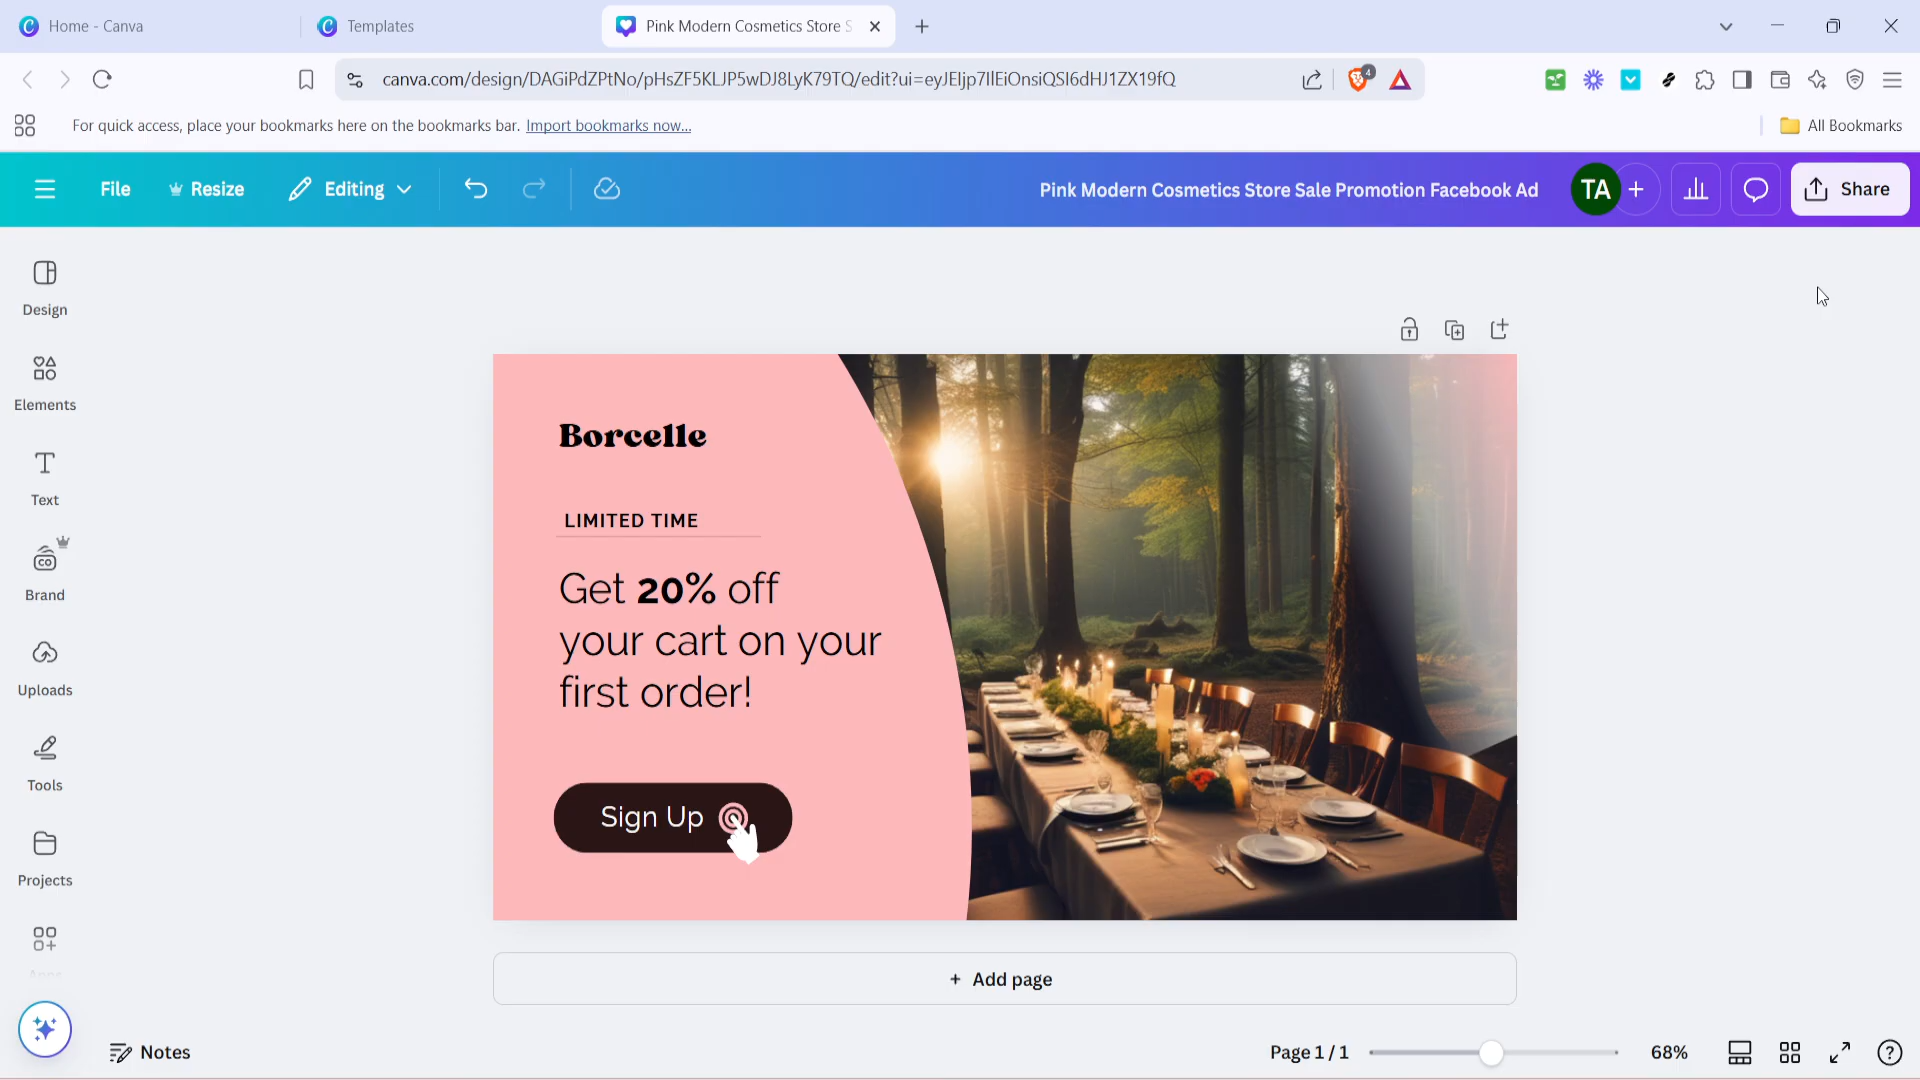 Home - Canva
Templates
Pink Modern Cosmetics Store S
canva.com/design/DAGiPdZPtNo/pHsZF5KLJP5wDJ8LyK79TQ/edit?ui=eyJEIjp7IlEiOnsiQSI6dHJ1ZX19fQ
4
For quick access, place your bookmarks here on the bookmarks bar. Import bookmarks now...
All Bookmarks
File
Resize
Editing
Pink Modern Cosmetics Store Sale Promotion Facebook Ad
TA
Share
Design
Elements
Text
Brand
Uploads
Tools
Projects
Apps
Borcelle
LIMITED TIME
Get 20% off
your cart on your
first order!
Sign Up
+ Add page
Notes
Page 1 / 1
68%